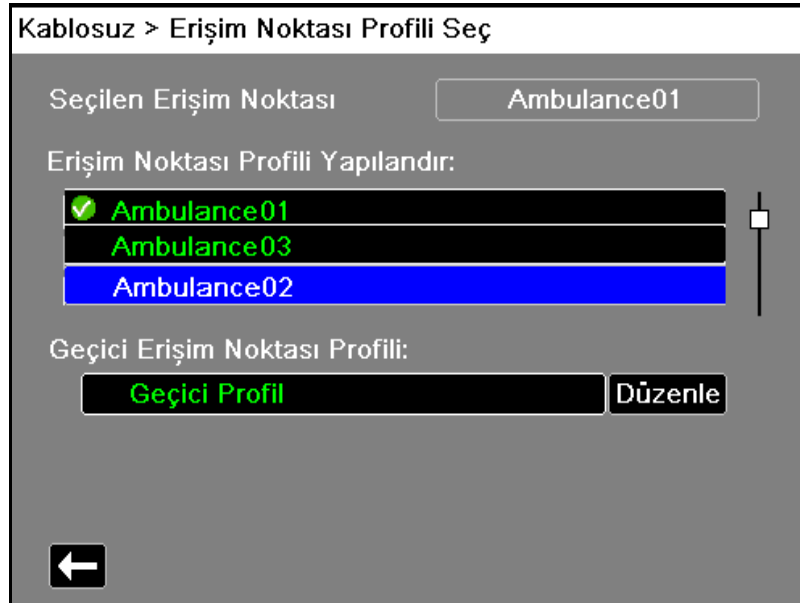 Kablosuz > Erişim Noktası Profili Seç
Seçilen Erişim Noktası Ambulance01
Erişim Noktası Profili Yapılandır:
Ambulance01
Ambulance03
Ambulance02
Geçici Erişim Noktası Profili:
Geçici Profil Düzenle